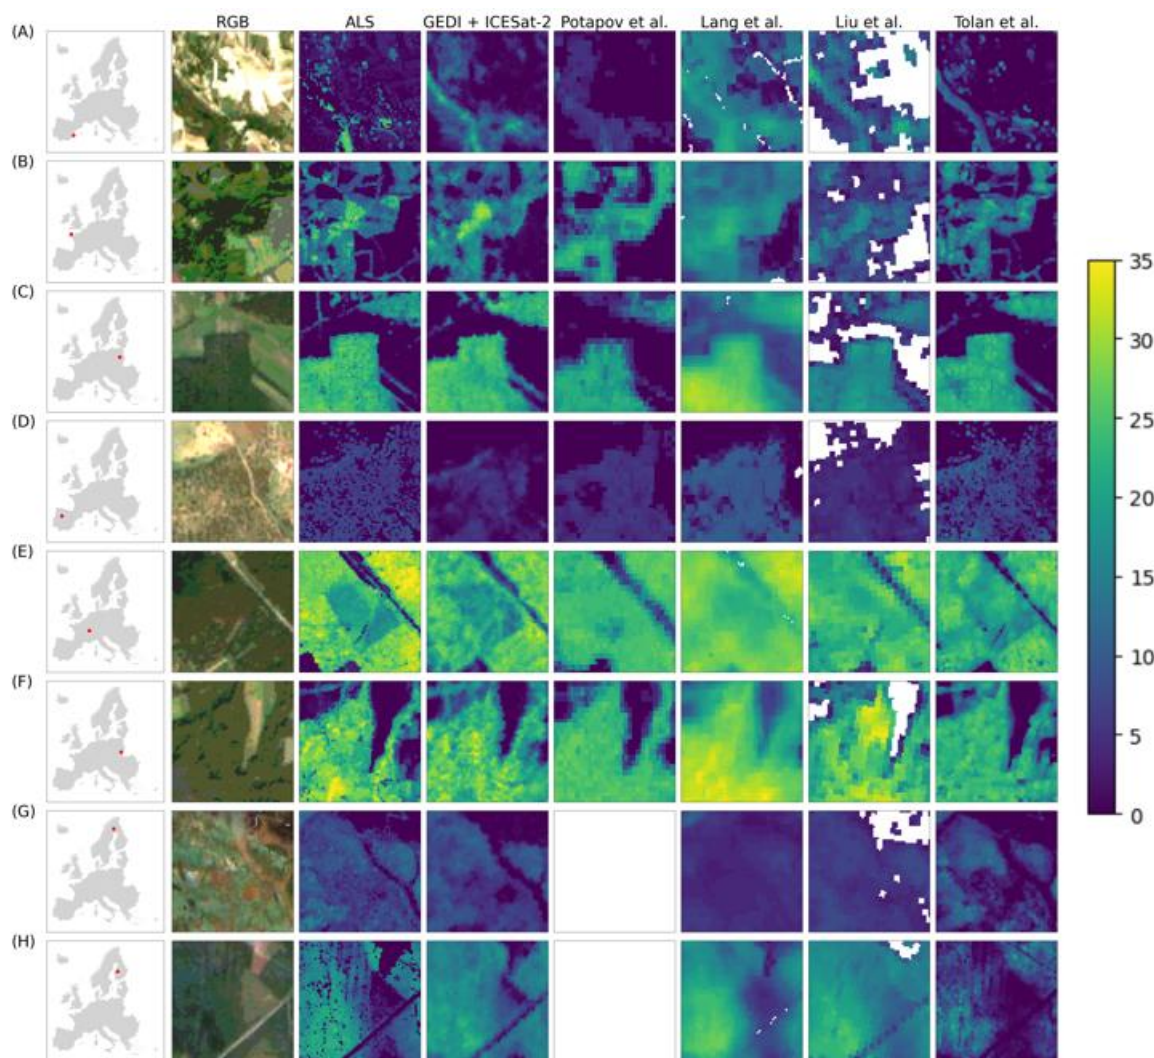 RGB ALS GEDI + ICESat-2 Potapov et al. Lang et al. Liu et al. Tolan et al.
(A)
(B)
(C)
(D)
(E)
(F)
(G)
(H)
35
30
25
20
15
10
5
0